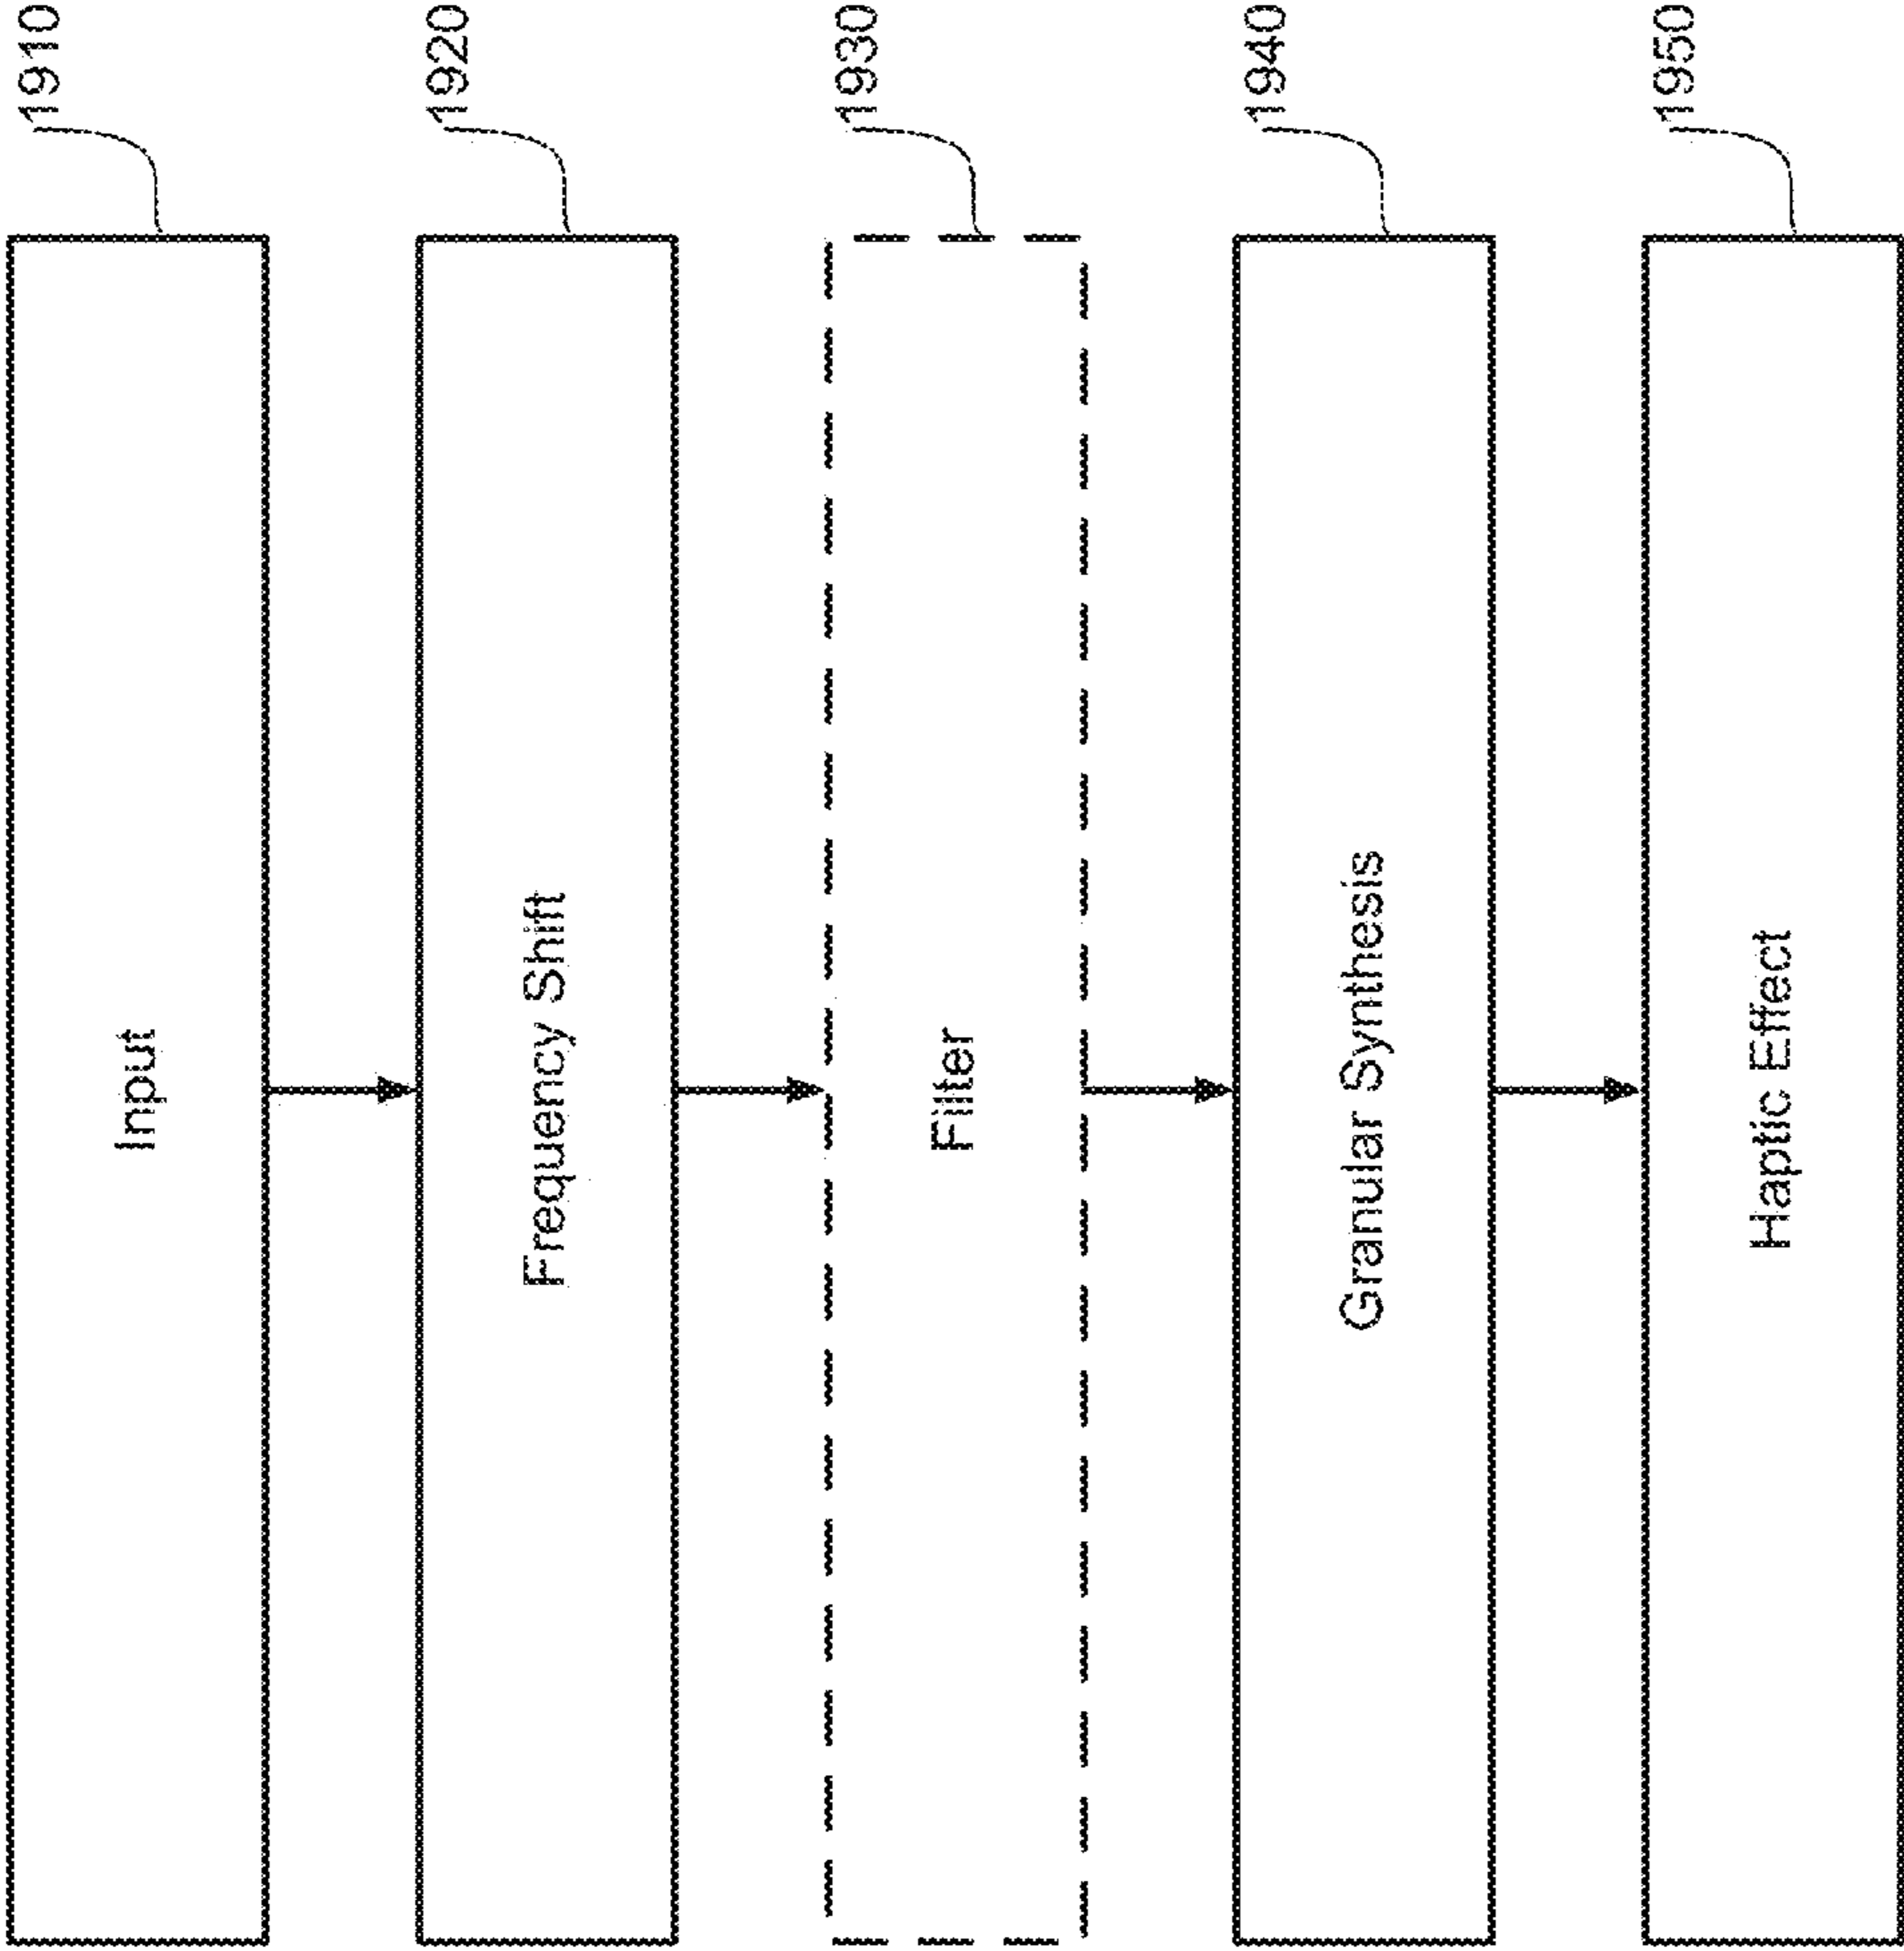 Input
1910
Frequency Shift
1920
Filter
1930
Granular Synthesis
1940
Haptic Effect
1950